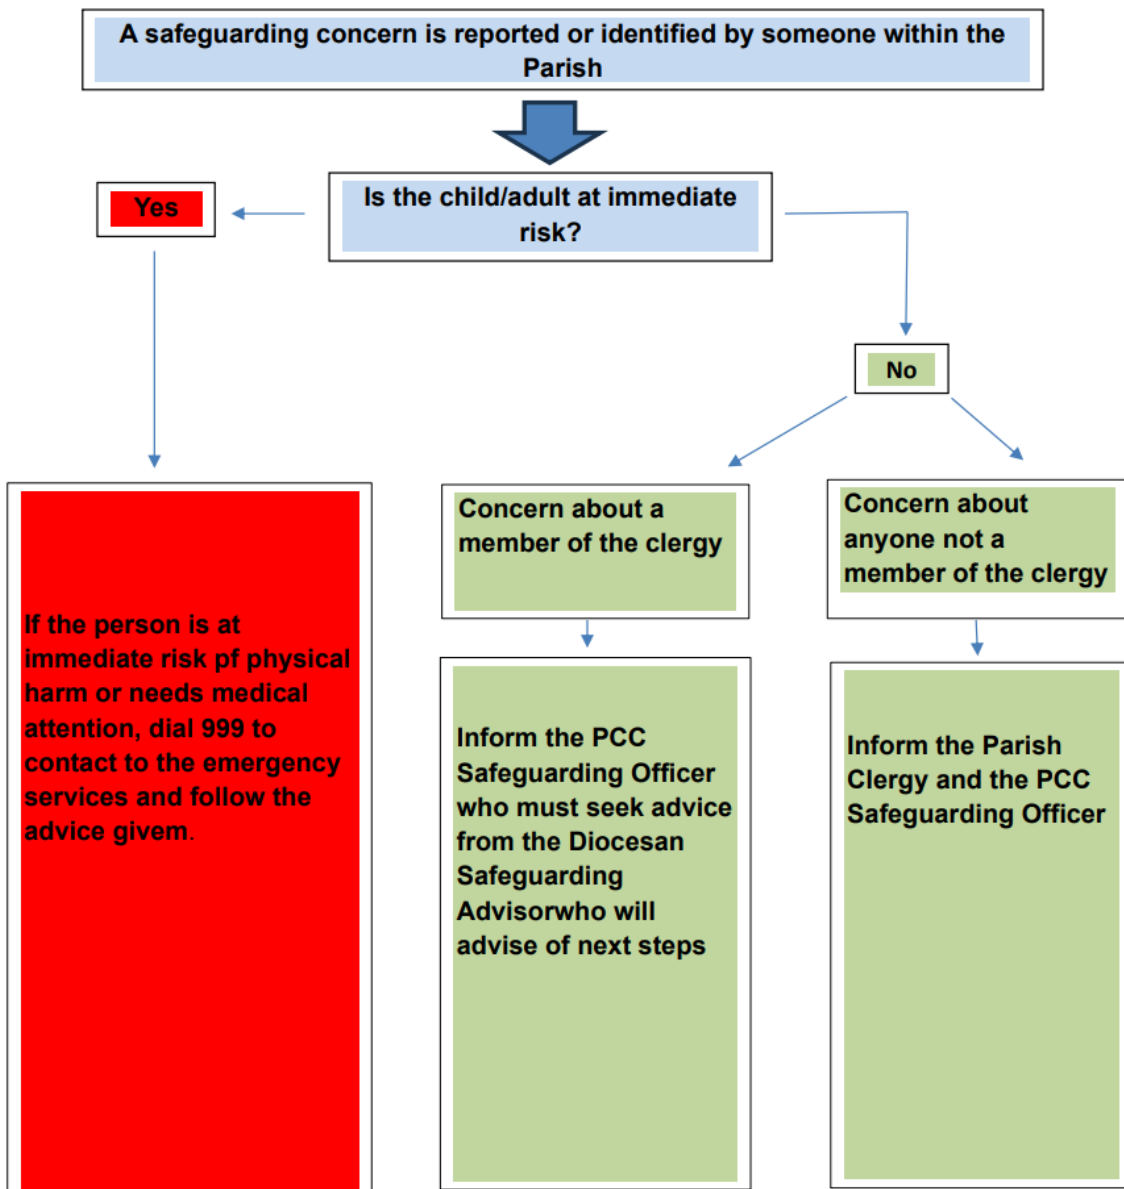 A safeguarding concern is reported or identified by someone within the
Parish
Is the child/adult at immediate
risk?
Yes
No
If the person is at
immediate risk pf physical
harm or needs medical
attention, dial 999 to
contact to the emergency
services and follow the
advice givem.
Concern about a
member of the clergy
Inform the PCC
Safeguarding Officer
who must seek advice
from the Diocesan
Safeguarding
Advisorwho will
advise of next steps
Concern about
anyone not a
member of the clergy
Inform the Parish
Clergy and the PCC
Safeguarding Officer